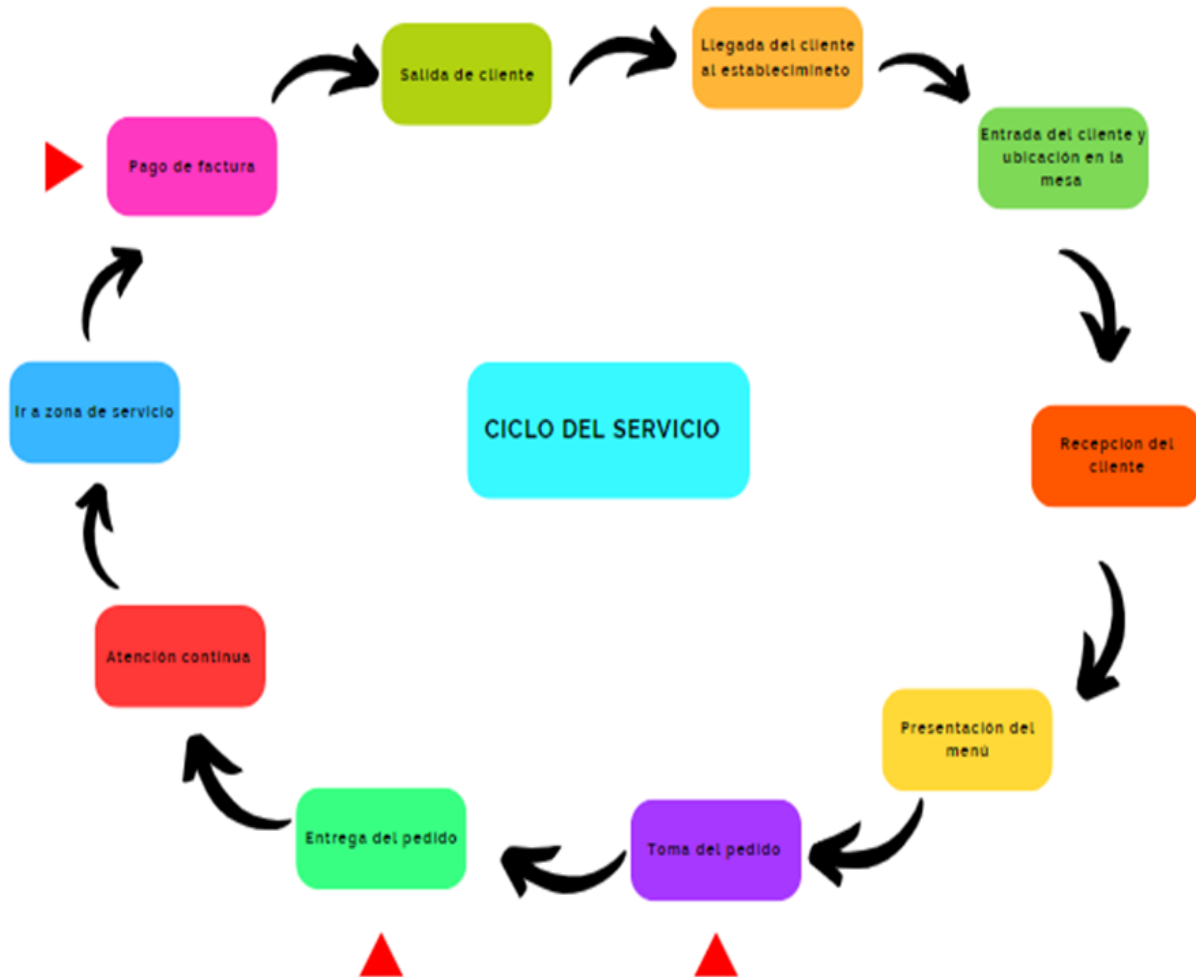 Salida de cliente
Llegada del cliente
al establecimineto
Entrada del cliente y
ubicación en la
mesa
Recepcion del
cliente
Presentación del
menú
Toma del pedido
Entrega del pedido
Atención continua
Ir a zona de servicio
Pago de factura
CICLO DEL SERVICIO